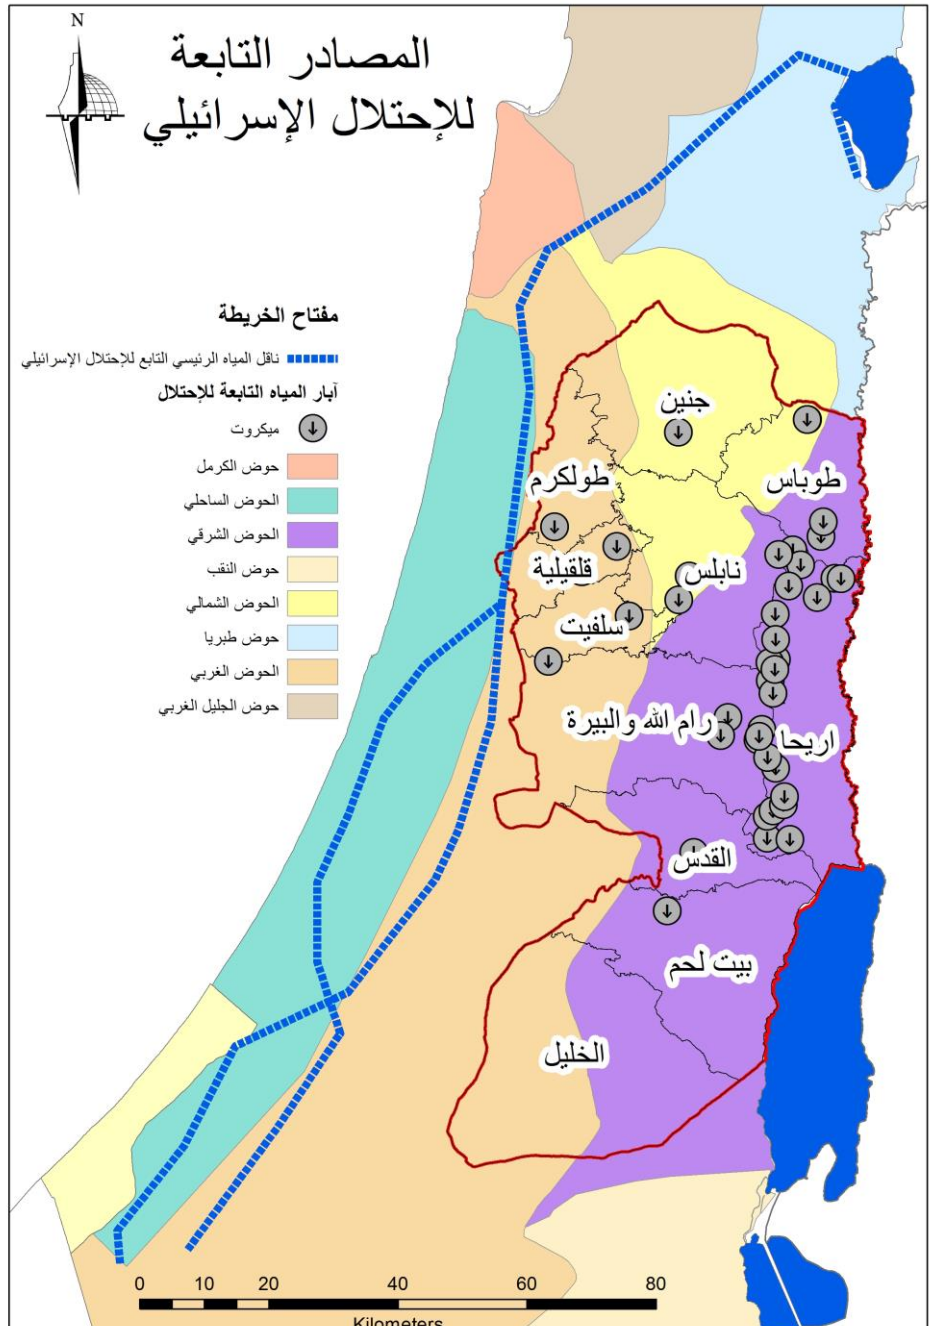 N
المصادر التابعة
للإحتلال الإسرائيلي
مفتاح الخريطة
ناقل المياه الرئيسي التابع للإحتلال الإسرائيلي
آبار المياه التابعة للإحتلال
ميكروت
حوض الكرمل
الحوض الساحلي
الحوض الشرقي
حوض النقب
الحوض الشمالي
حوض طبريا
الحوض الغربي
حوض الجليل الغربي
جنين
طولكرم
طوباس
قلقيلية
نابلس
سلفيت
رام الله والبيرة
اريحا
القدس
بيت لحم
الخليل
0 10 20 40 60 80
Kilometers